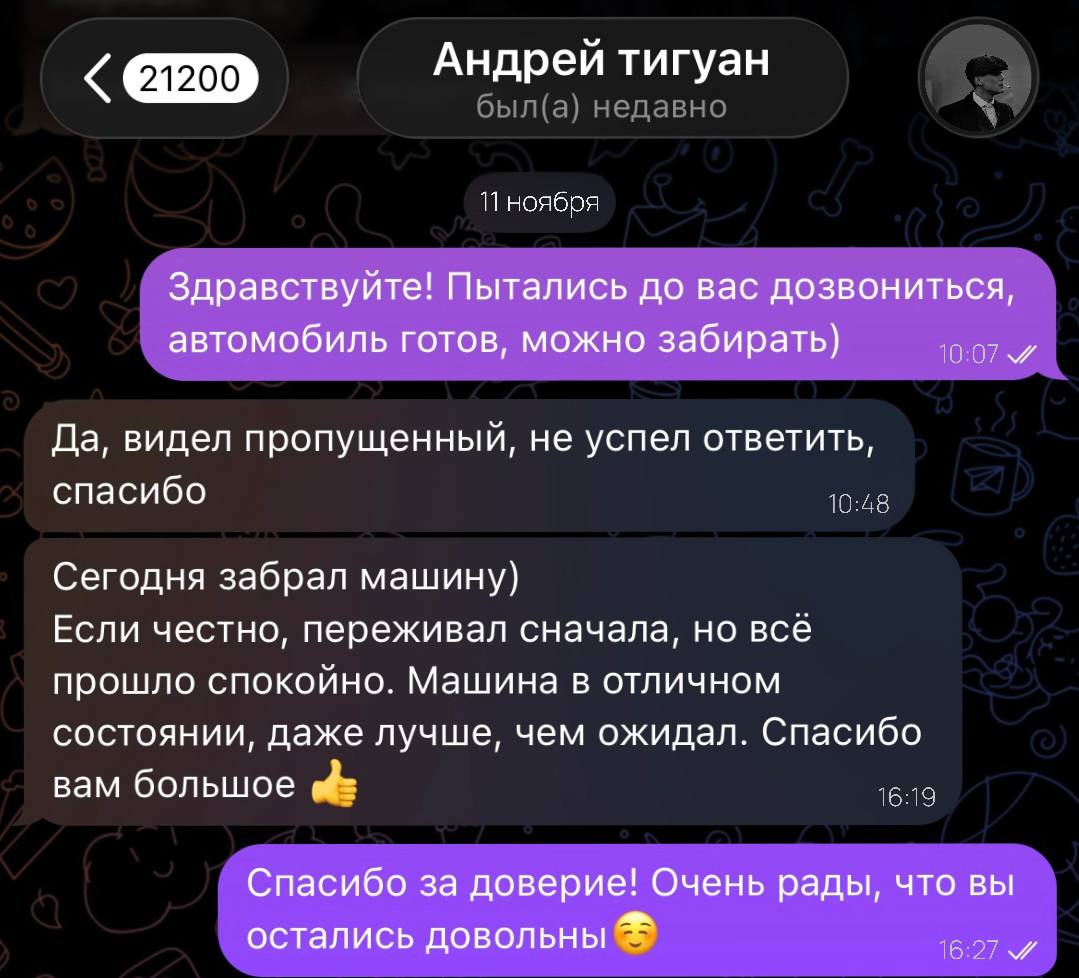 21200
Андрей тигуан
был(а) недавно
11 ноября
Здравствуйте! Пытались до вас дозвониться,
автомобиль готов, можно забирать)
10:07
Да, видел пропущенный, не успел ответить,
спасибо
10:48
Сегодня забрал машину)
Если честно, переживал сначала, но всё
прошло спокойно. Машина в отличном
состоянии, даже лучше, чем ожидал. Спасибо
вам большое 👍
16:19
Спасибо за доверие! Очень рады, что вы
остались довольны☺️
16:27